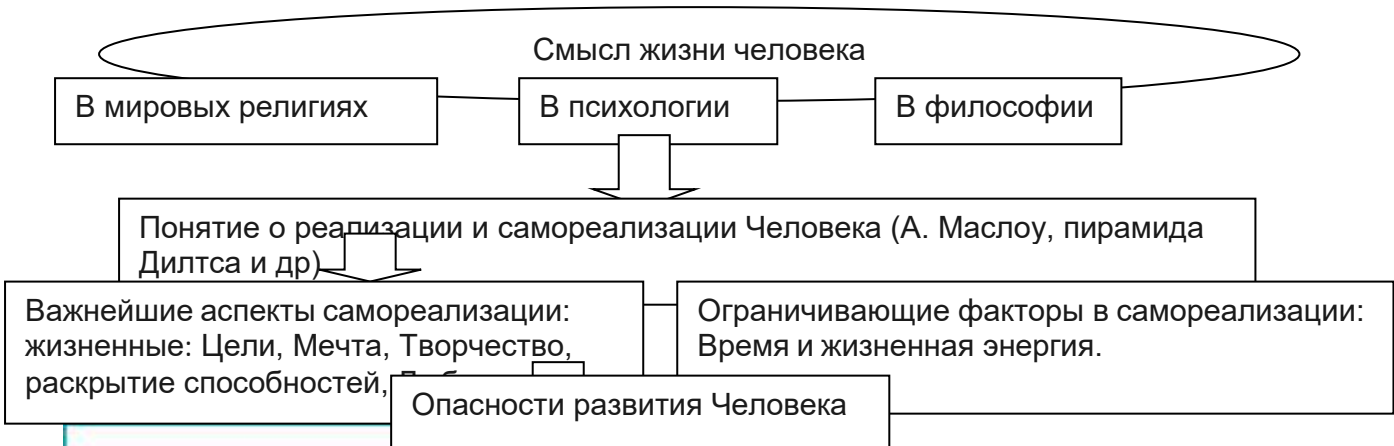 Смысл жизни человека
В мировых религиях
В психологии
В философии
Понятие о реализации и самореализации Человека (А. Маслоу, пирамида
Дилтса и др)
Важнейшие аспекты самореализации:
жизненные: Цели, Мечта, Творчество,
раскрытие способностей,
Ограничивающие факторы в самореализации:
Время и жизненная энергия.
Опасности развития Человека